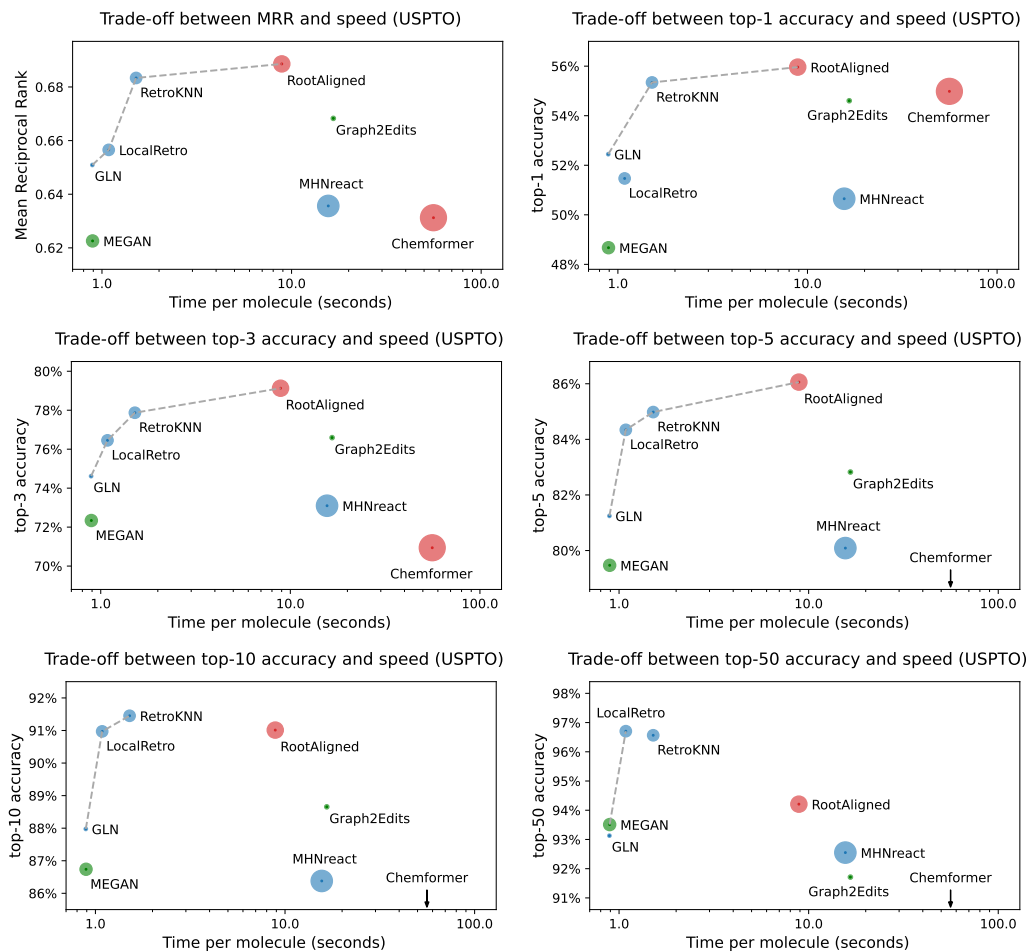 Trade-off between MRR and speed (USPTO)
Mean Reciprocal Rank
0.68
0.66
0.64
0.62
RootAligned
RetroKNN
Graph2Edits
LocalRetro
GLN
MHNreact
MEGAN
Chemformer
1.0
10.0
100.0
Time per molecule (seconds)
Trade-off between top-1 accuracy and speed (USPTO)
top-1 accuracy
56%
54%
52%
50%
48%
RootAligned
RetroKNN
Graph2Edits
Chemformer
GLN
LocalRetro
MHNreact
MEGAN
1.0
10.0
100.0
Time per molecule (seconds)
Trade-off between top-3 accuracy and speed (USPTO)
top-3 accuracy
80%
78%
76%
74%
72%
70%
RootAligned
RetroKNN
LocalRetro
Graph2Edits
GLN
MHNreact
MEGAN
Chemformer
1.0
10.0
100.0
Time per molecule (seconds)
Trade-off between top-5 accuracy and speed (USPTO)
top-5 accuracy
86%
84%
82%
80%
RootAligned
RetroKNN
LocalRetro
Graph2Edits
GLN
MHNreact
MEGAN
Chemformer
1.0
10.0
100.0
Time per molecule (seconds)
Trade-off between top-10 accuracy and speed (USPTO)
top-10 accuracy
92%
91%
90%
89%
88%
87%
86%
RetroKNN
LocalRetro
RootAligned
Graph2Edits
GLN
MHNreact
MEGAN
Chemformer
1.0
10.0
100.0
Time per molecule (seconds)
Trade-off between top-50 accuracy and speed (USPTO)
top-50 accuracy
98%
97%
96%
95%
94%
93%
92%
91%
LocalRetro
RetroKNN
RootAligned
MEGAN
GLN
MHNreact
Graph2Edits
Chemformer
1.0
10.0
100.0
Time per molecule (seconds)